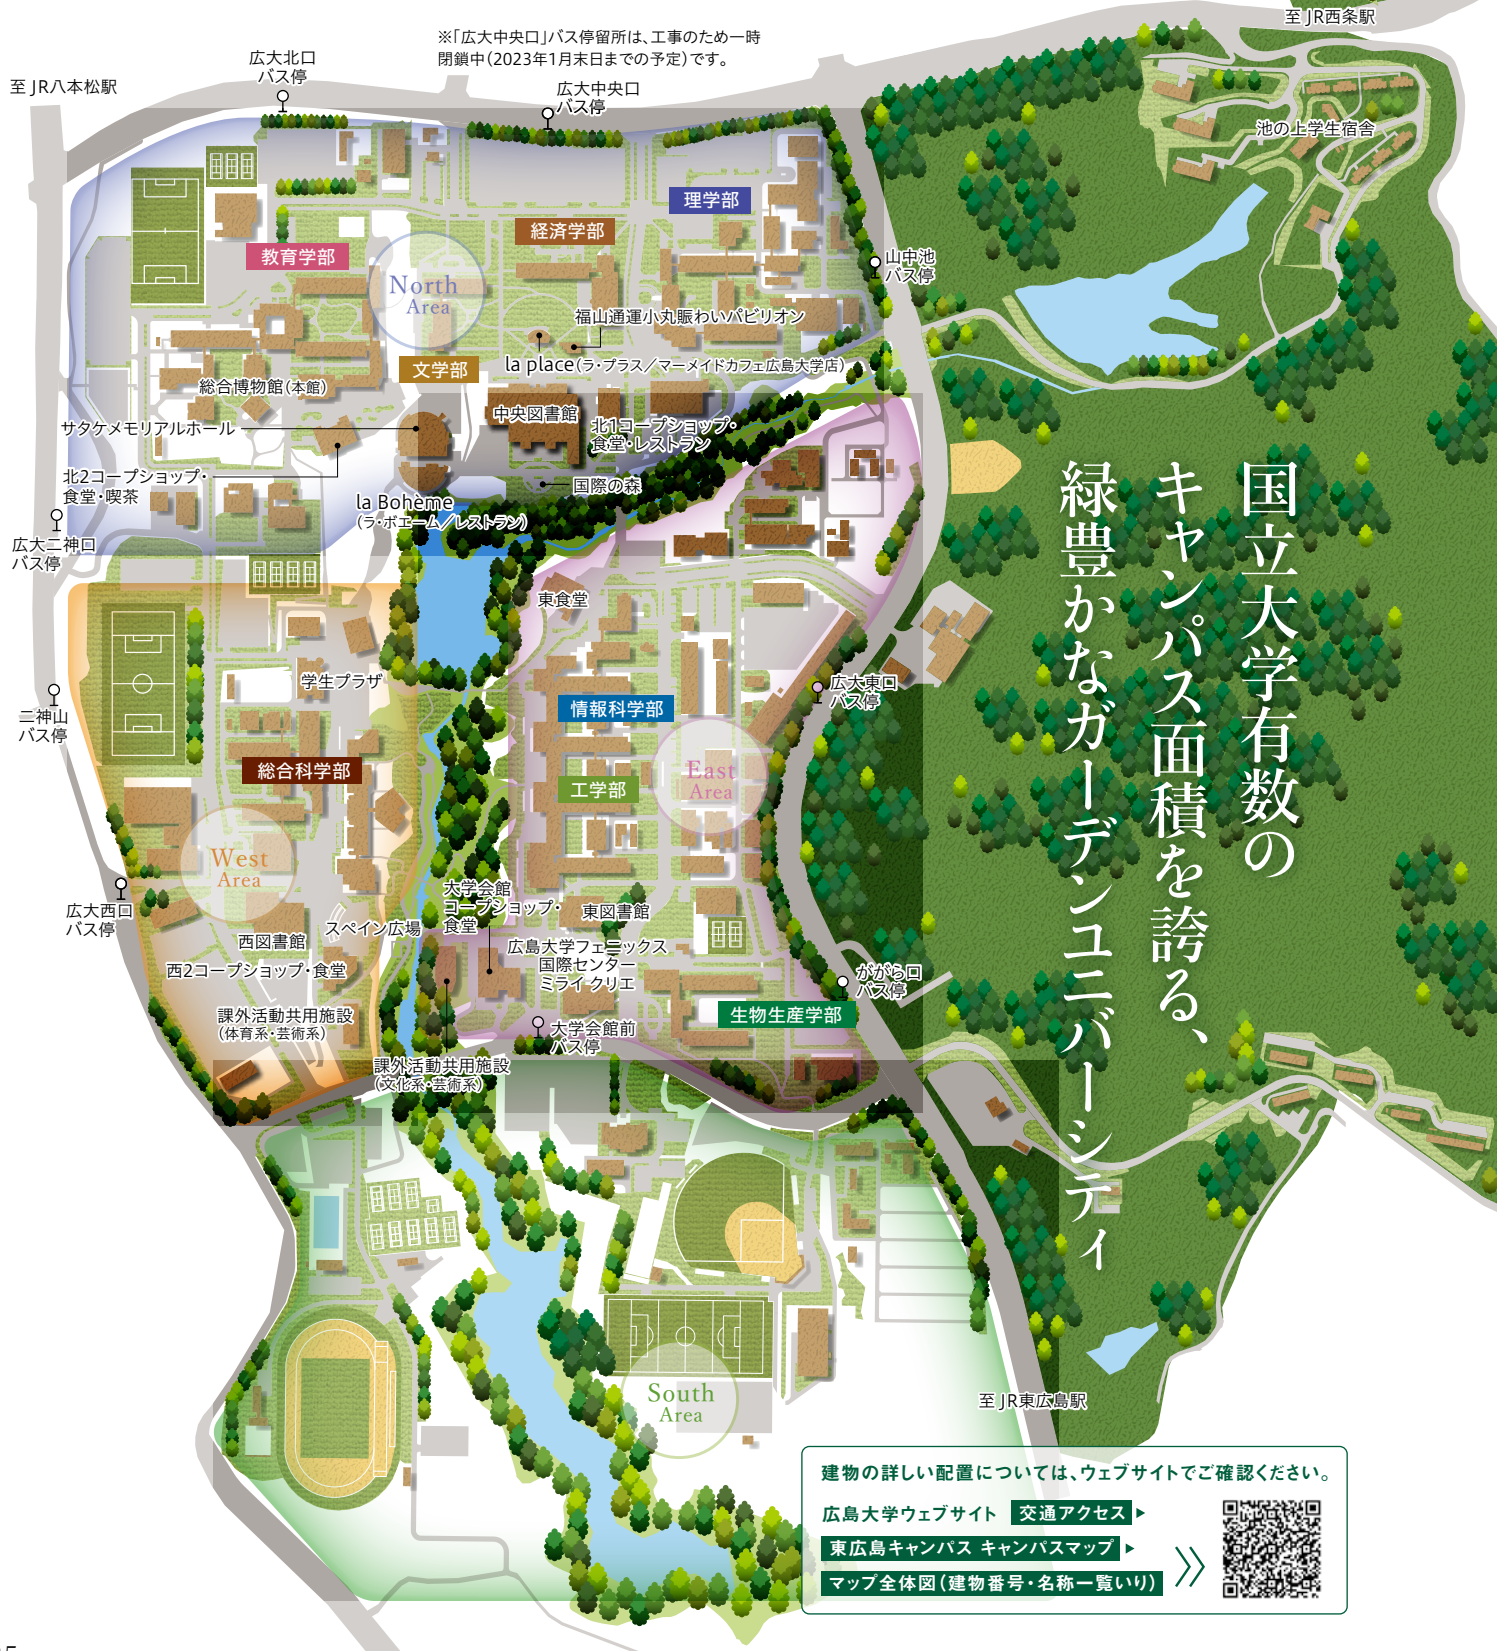 至 JR西条駅
※「広大中央口」バス停留所は、工事のため一時
閉鎖中（2023年1月末日までの予定）です。
至 JR八本松駅
広大北口
バス停
広大中央口
バス停
池の上学生宿舎
理学部
経済学部
教育学部
North
Area
山中池
バス停
福山通運小丸賑わいパビリオン
la place（ラ・プラス／マーメイドカフェ広島大学店）
文学部
総合博物館（本館）
中央図書館
サタケメモリアルホール
北1コープショップ・
食堂・レストラン
北2コープショップ・
食堂・喫茶
国際の森
la Bohème
（ラ・ボエーム／レストラン）
広大二神口
バス停
国立大学有数の
キャンパス面積を誇る、
緑豊かなガーデンユニバーシティ
東食堂
学生プラザ
広大東口
バス停
二神山
バス停
情報科学部
総合科学部
East
Area
工学部
West
Area
広大西口
バス停
大学会館
コープショップ・
食堂
東図書館
スペイン広場
西図書館
西2コープショップ・食堂
広島大学フェニックス
国際センター
ミライ クリエ
ががら口
バス停
課外活動共用施設
（体育系・芸術系）
生物生産学部
大学会館前
バス停
課外活動共用施設
（文化系・芸術系）
South
Area
至 JR東広島駅
建物の詳しい配置については、ウェブサイトでご確認ください。
広島大学ウェブサイト 交通アクセス ▶
東広島キャンパス キャンパスマップ ▶
マップ全体図（建物番号・名称一覧いり）